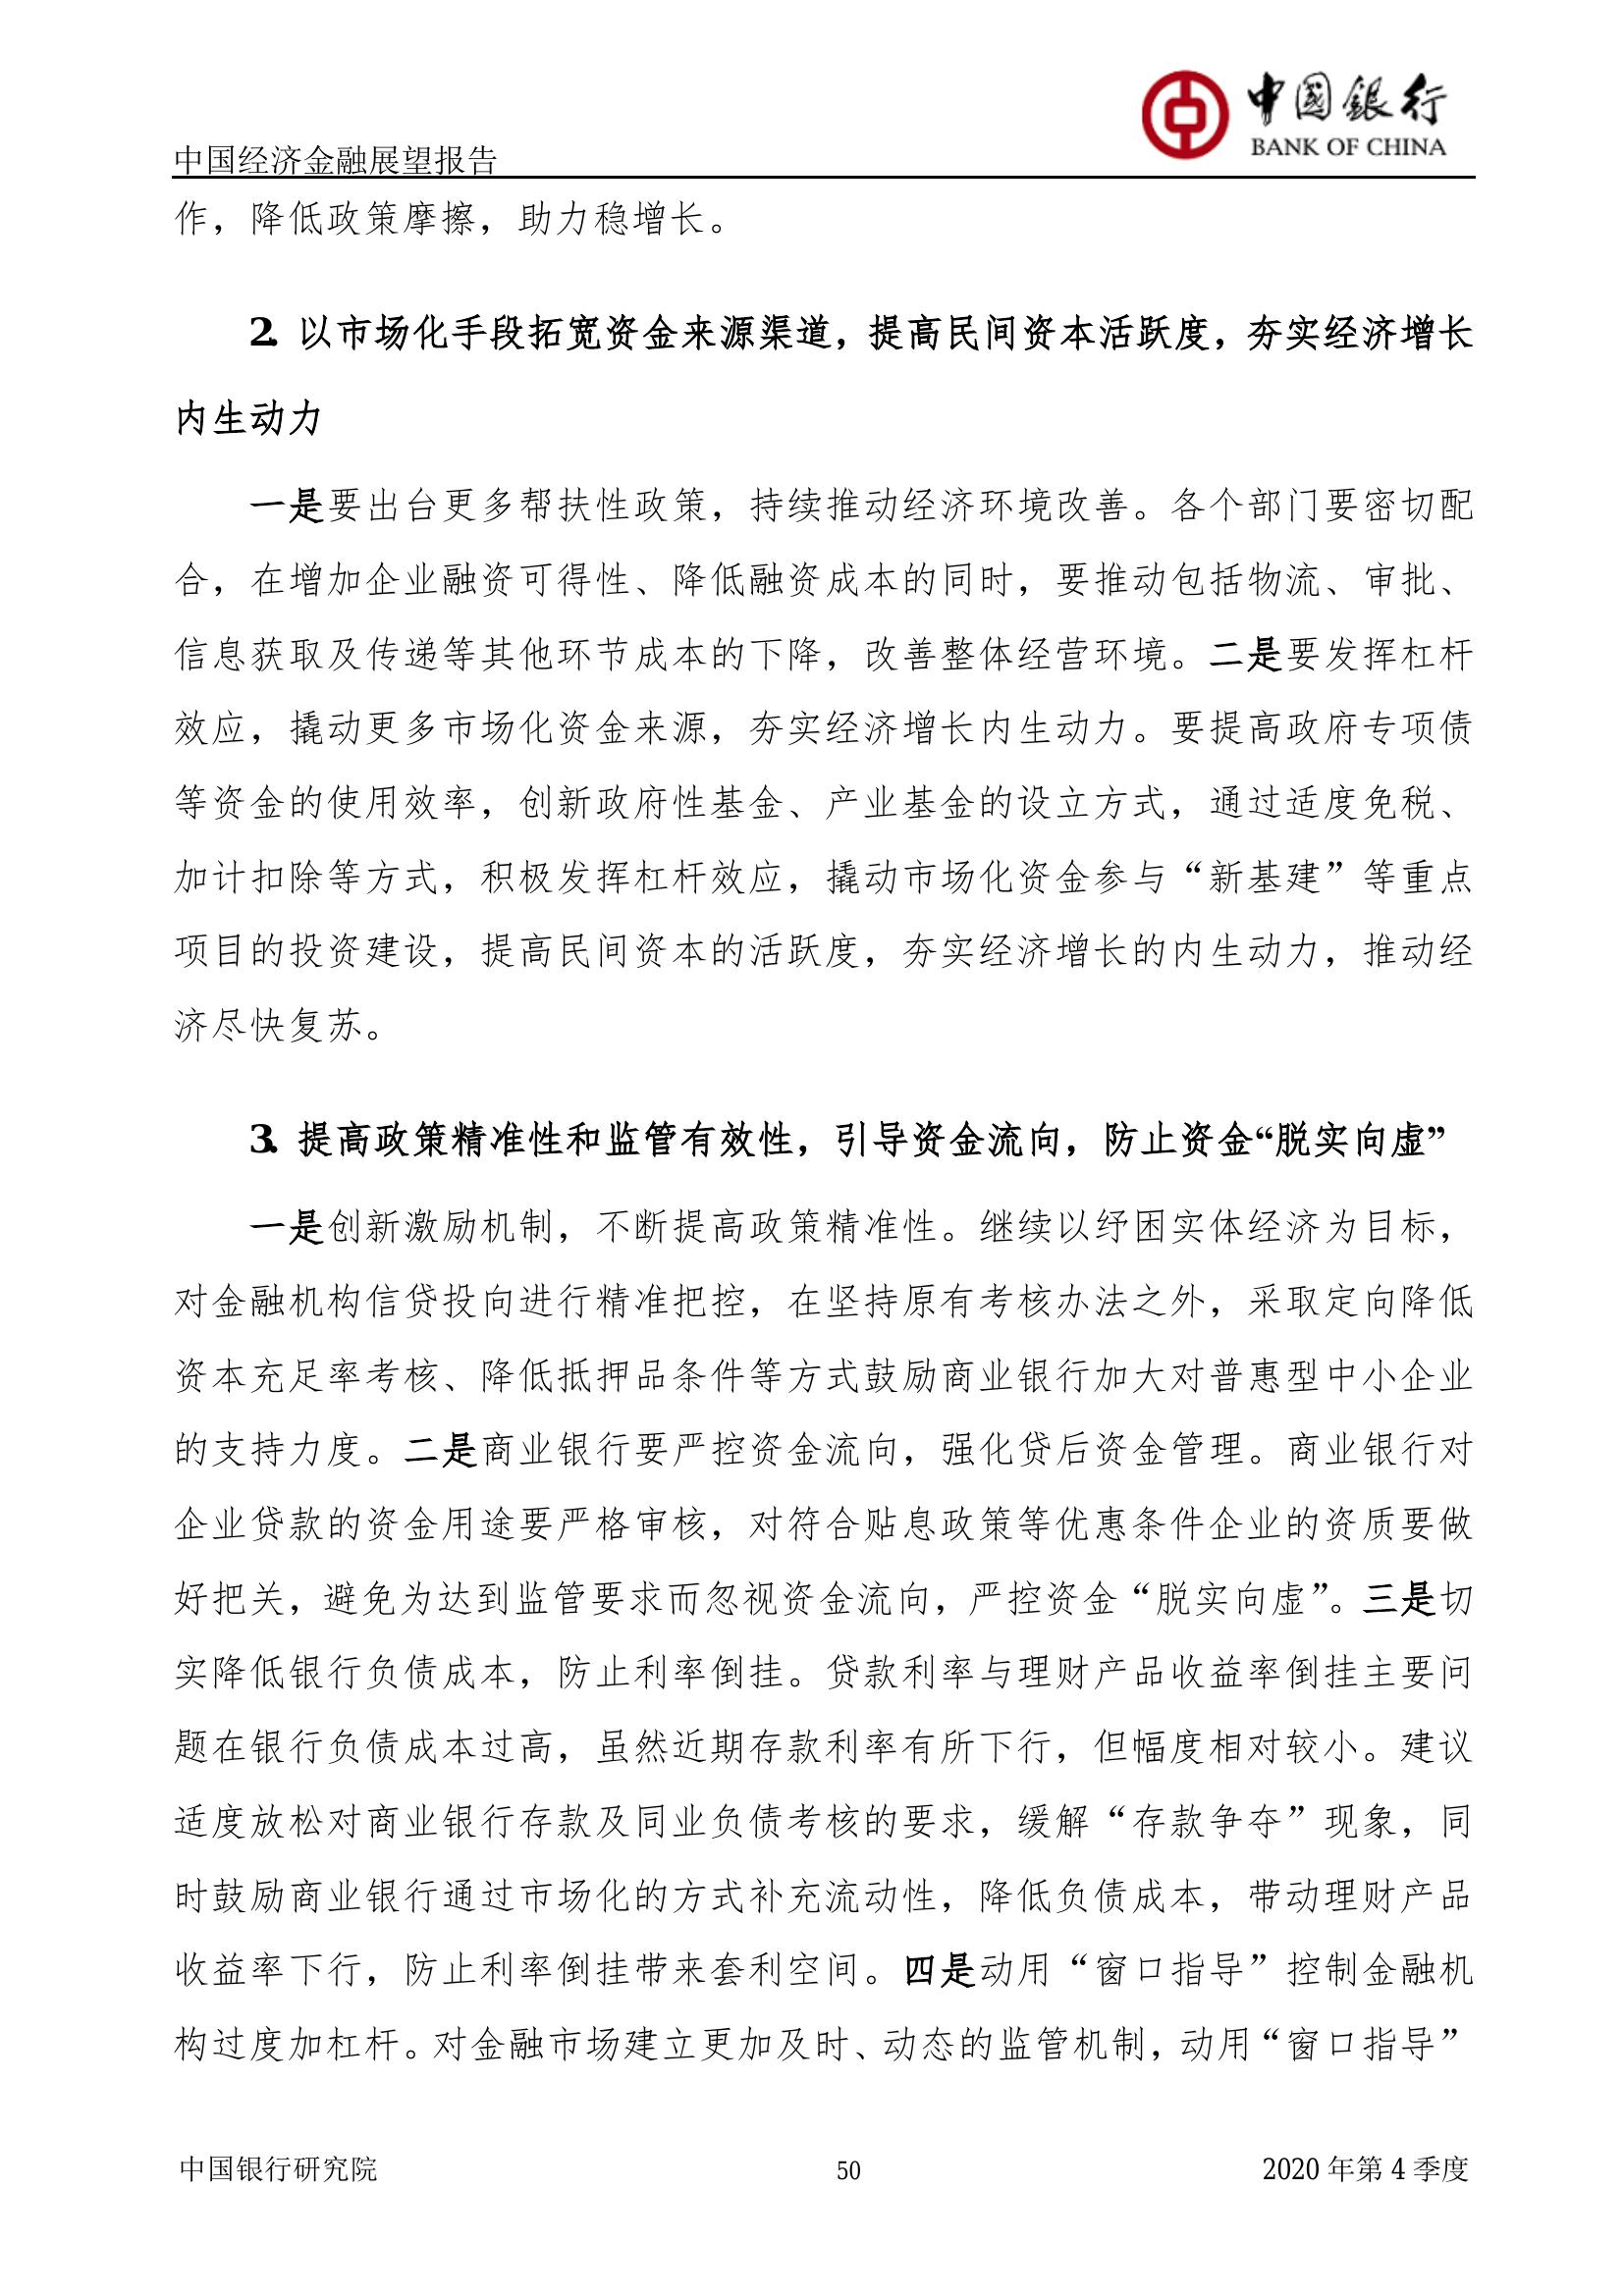 中国经济金融展望报告
中國銀行
BANK OF CHINA
作，降低政策摩擦，助力稳增长。
2. 以市场化手段拓宽资金来源渠道，提高民间资本活跃度，夯实经济增长
内生动力
一是要出台更多帮扶性政策，持续推动经济环境改善。各个部门要密切配
合，在增加企业融资可得性、降低融资成本的同时，要推动包括物流、审批、
信息获取及传递等其他环节成本的下降，改善整体经营环境。二是要发挥杠杆
效应，撬动更多市场化资金来源，夯实经济增长内生动力。要提高政府专项债
等资金的使用效率，创新政府性基金、产业基金的设立方式，通过适度免税、
加计扣除等方式，积极发挥杠杆效应，撬动市场化资金参与“新基建”等重点
项目的投资建设，提高民间资本的活跃度，夯实经济增长的内生动力，推动经
济尽快复苏。
3. 提高政策精准性和监管有效性，引导资金流向，防止资金“脱实向虚”
一是创新激励机制，不断提高政策精准性。继续以纾困实体经济为目标，
对金融机构信贷投向进行精准把控，在坚持原有考核办法之外，采取定向降低
资本充足率考核、降低抵押品条件等方式鼓励商业银行加大对普惠型中小企业
的支持力度。二是商业银行要严控资金流向，强化贷后资金管理。商业银行对
企业贷款的资金用途要严格审核，对符合贴息政策等优惠条件企业的资质要做
好把关，避免为达到监管要求而忽视资金流向，严控资金“脱实向虚”。三是切
实降低银行负债成本，防止利率倒挂。贷款利率与理财产品收益率倒挂主要问
题在银行负债成本过高，虽然近期存款利率有所下行，但幅度相对较小。建议
适度放松对商业银行存款及同业负债考核的要求，缓解“存款争夺”现象，同
时鼓励商业银行通过市场化的方式补充流动性，降低负债成本，带动理财产品
收益率下行，防止利率倒挂带来套利空间。四是动用“窗口指导”控制金融机
构过度加杠杆。对金融市场建立更加及时、动态的监管机制，动用“窗口指导”
中国银行研究院
50
2020 年第 4 季度